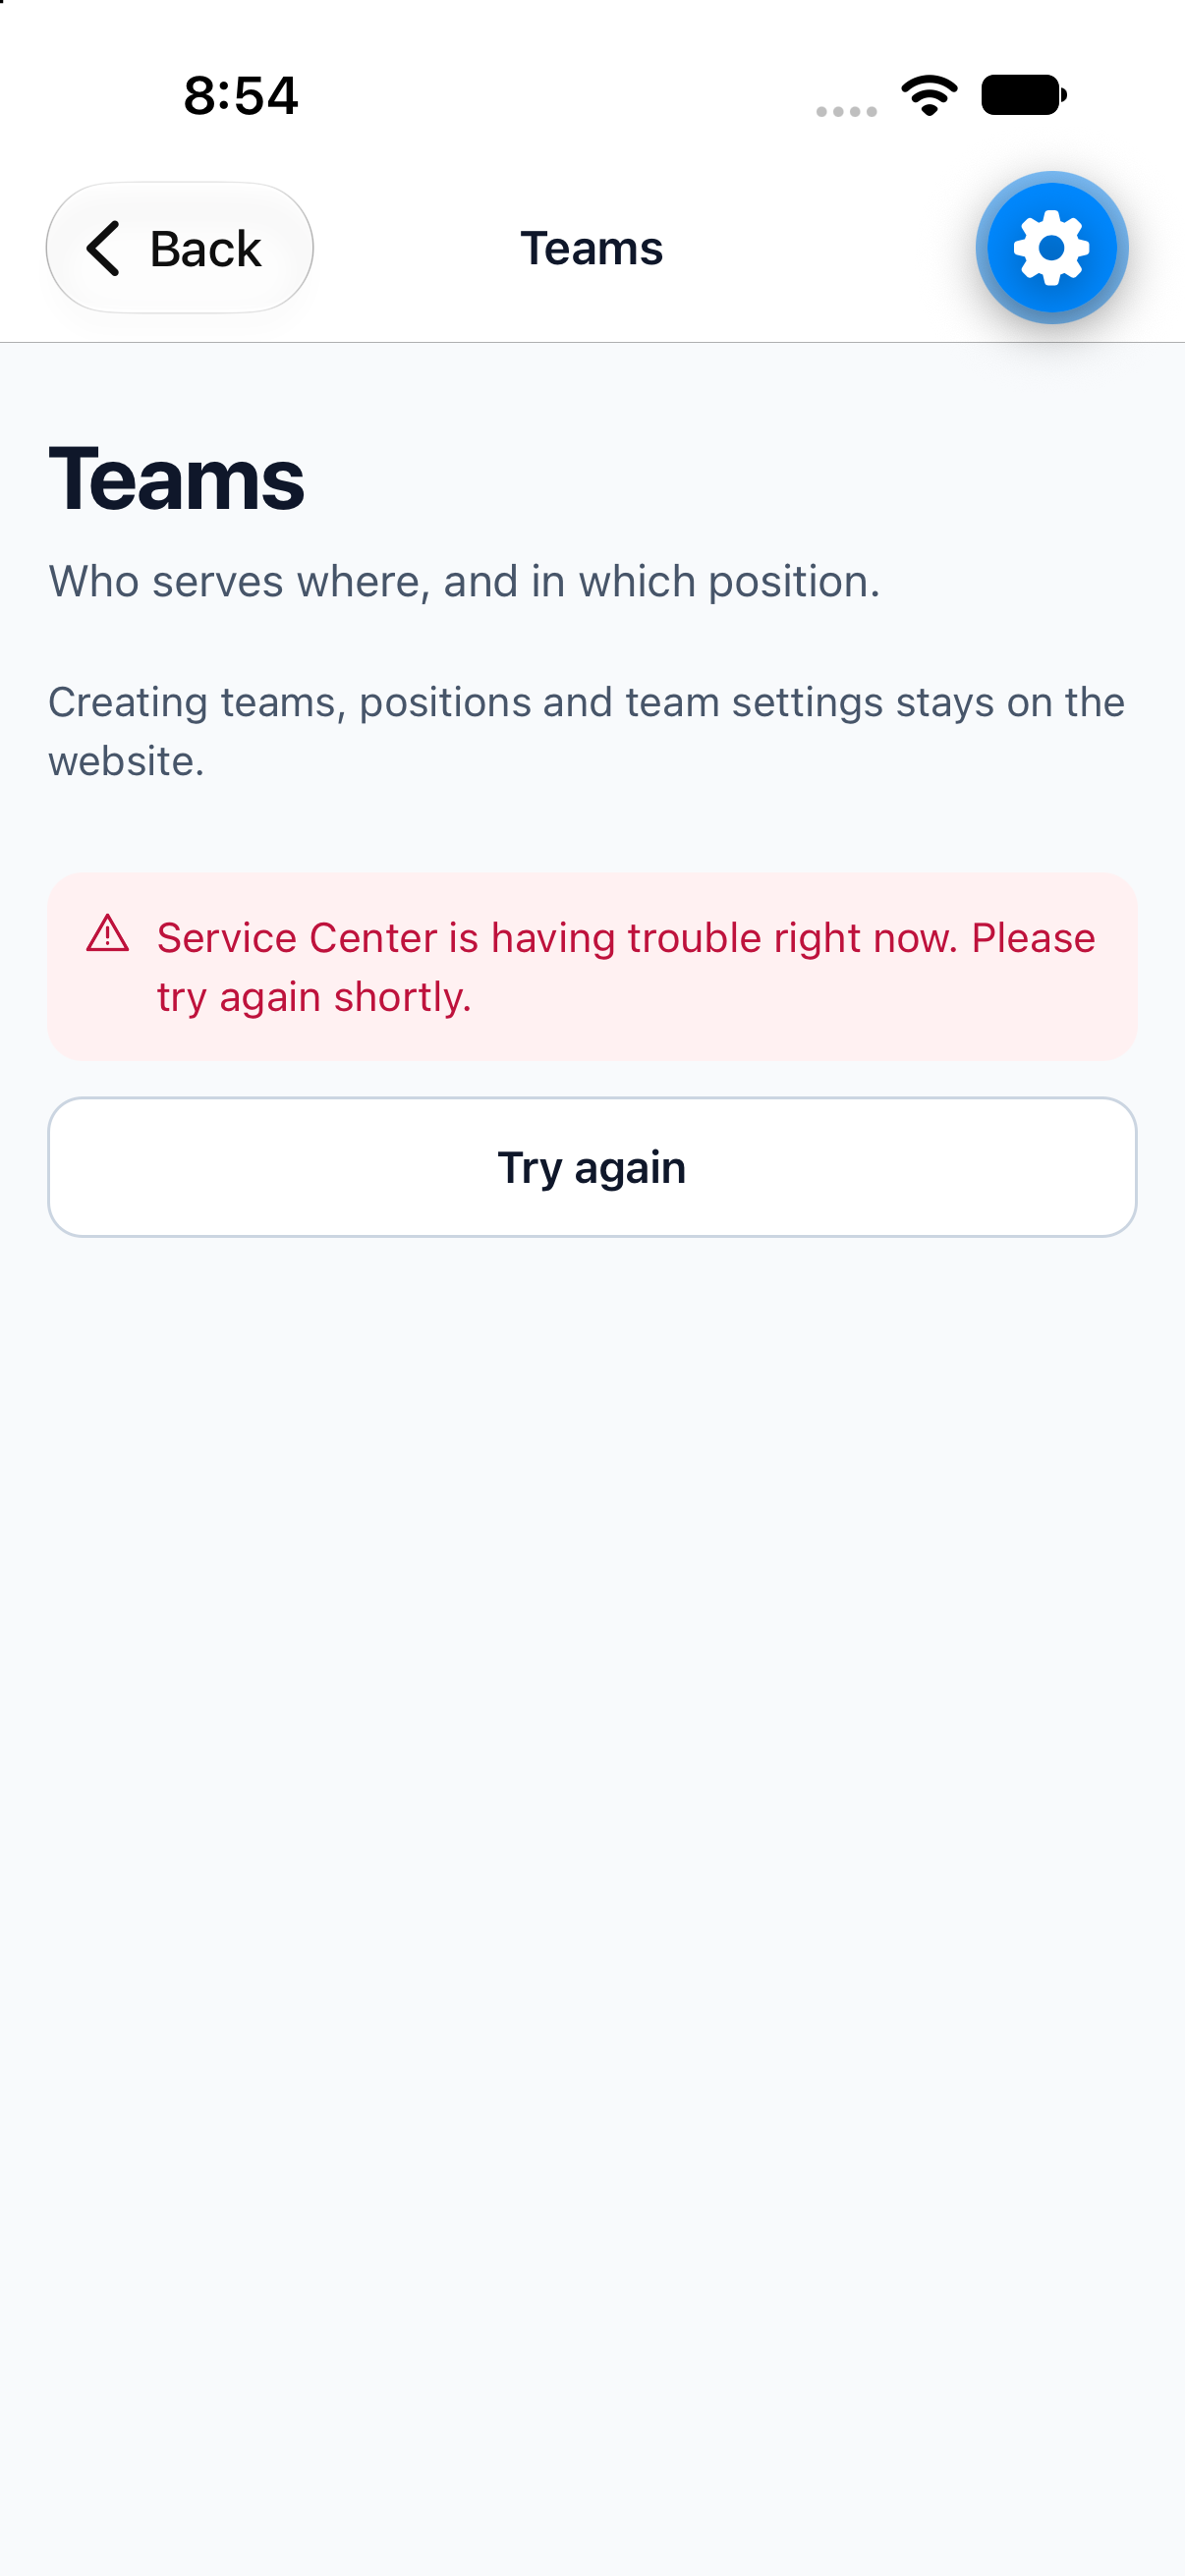 8:54
Back
Teams
Teams
Who serves where, and in which position.
Creating teams, positions and team settings stays on the
website.
Service Center is having trouble right now. Please
try again shortly.
Try again